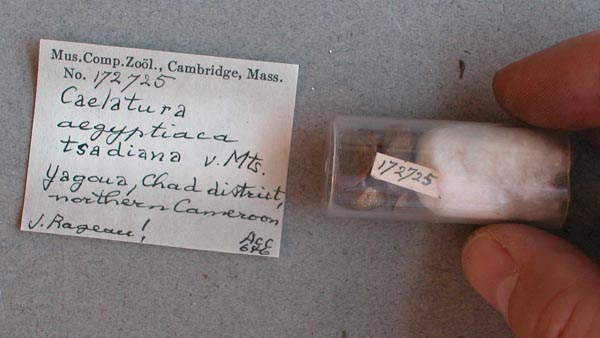 Mus.Comp.Zoöl., Cambridge, Mass.
No. 172725
Caelatura
aegyptiaca
tsadiana v. Mts.
Yagoua, Chad district,
northern Cameroon
J. Rageau!
Acc
646
172725